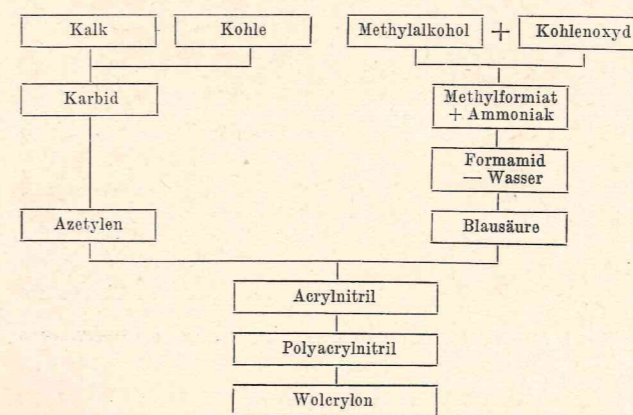 Kalk
Kohle
Methylalkohol + Kohlenoxyd
Karbid
Methylformiat
+ Ammoniak
Formamid
— Wasser
Azetylen
Blausäure
Acrylnitril
Polyacrylnitril
Wolcrylon